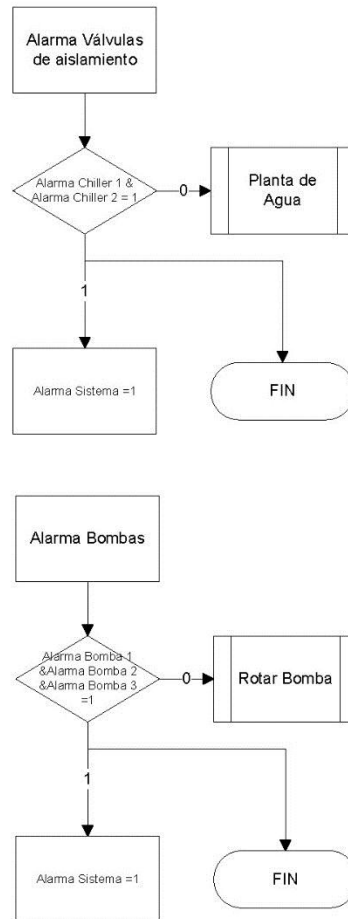 Alarma Válvulas
de aislamiento
Alarma Chiller 1 &
Alarma Chiller 2 = 1
0
Planta de
Agua
1
Alarma Sistema =1
FIN
Alarma Bombas
Alarma Bomba 1
&Alarma Bomba 2
&Alarma Bomba 3
=1
0
Rotar Bomba
1
Alarma Sistema =1
FIN